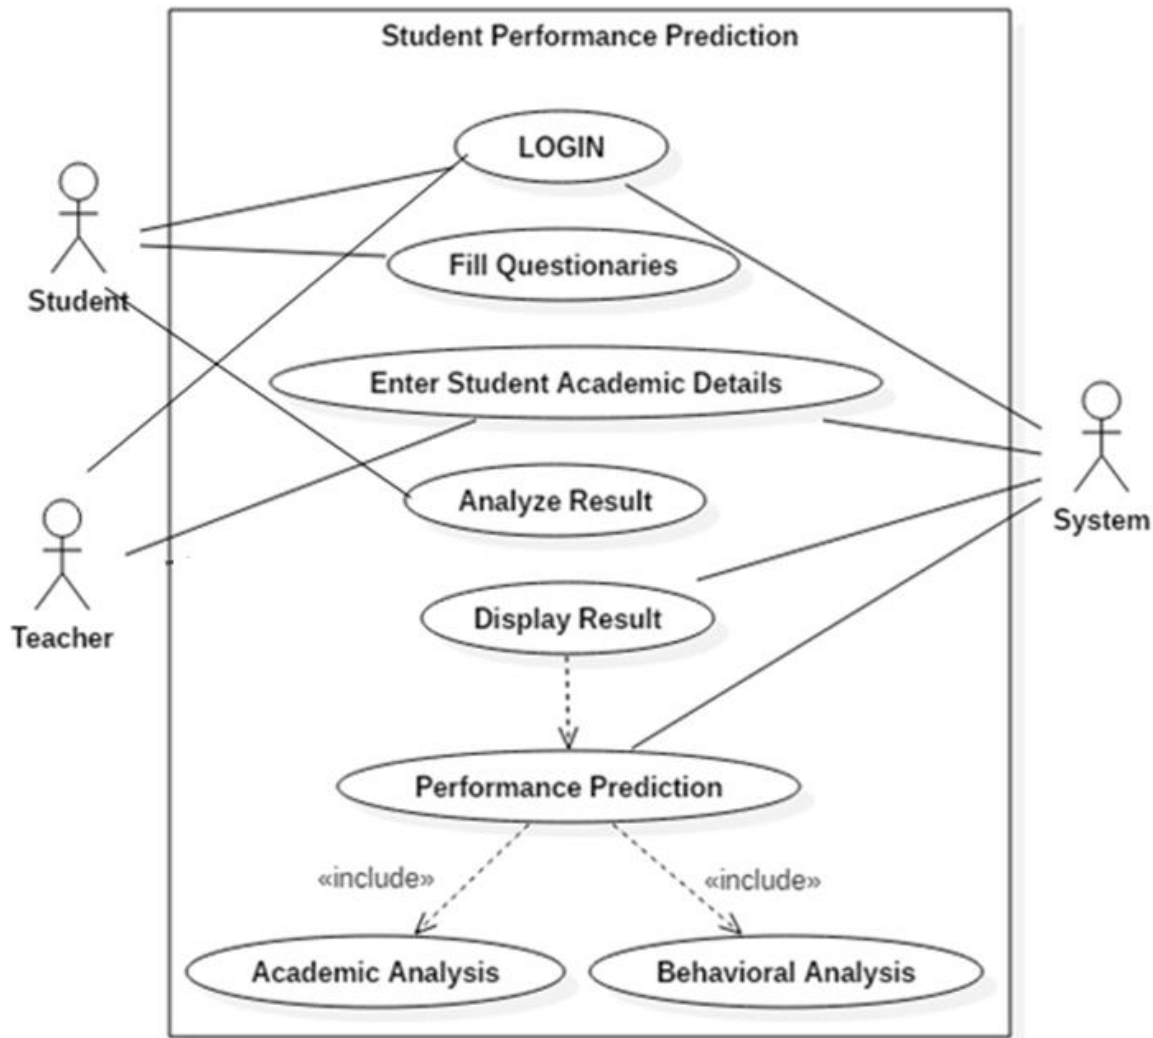 Student Performance Prediction
LOGIN
Fill Questionaries
Student
Enter Student Academic Details
Analyze Result
System
Display Result
Teacher
Performance Prediction
«include»
«include»
Academic Analysis
Behavioral Analysis